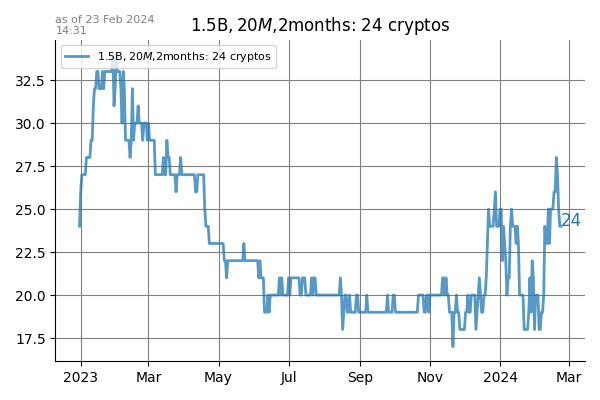 as of 23 Feb 2024
14:31
1.5B, 20M,2months: 24 cryptos
1.5B, 20M,2months: 24 cryptos
32.5
30.0
27.5
25.0
24
22.5
20.0
17.5
2023 Mar May Jul Sep Nov 2024 Mar